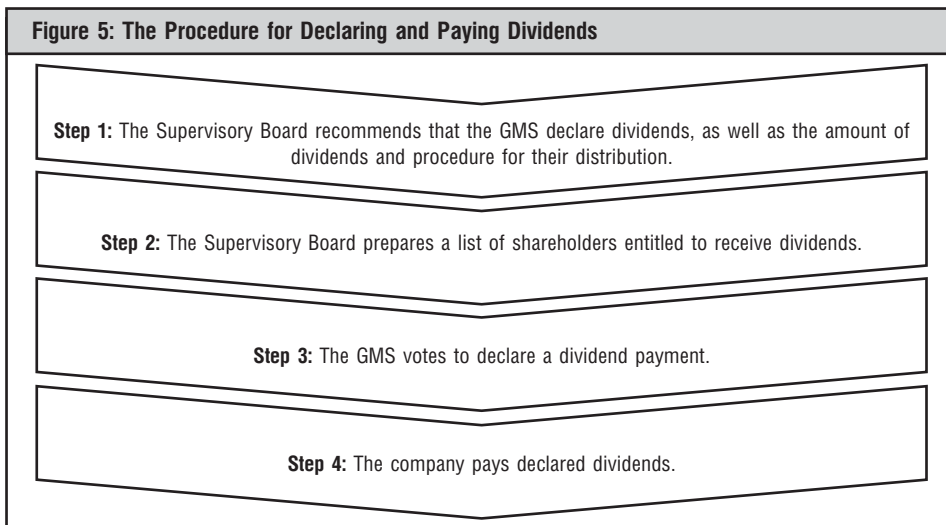 Figure 5: The Procedure for Declaring and Paying Dividends
Step 1: The Supervisory Board recommends that the GMS declare dividends, as well as the amount of
dividends and procedure for their distribution.
Step 2: The Supervisory Board prepares a list of shareholders entitled to receive dividends.
Step 3: The GMS votes to declare a dividend payment.
Step 4: The company pays declared dividends.